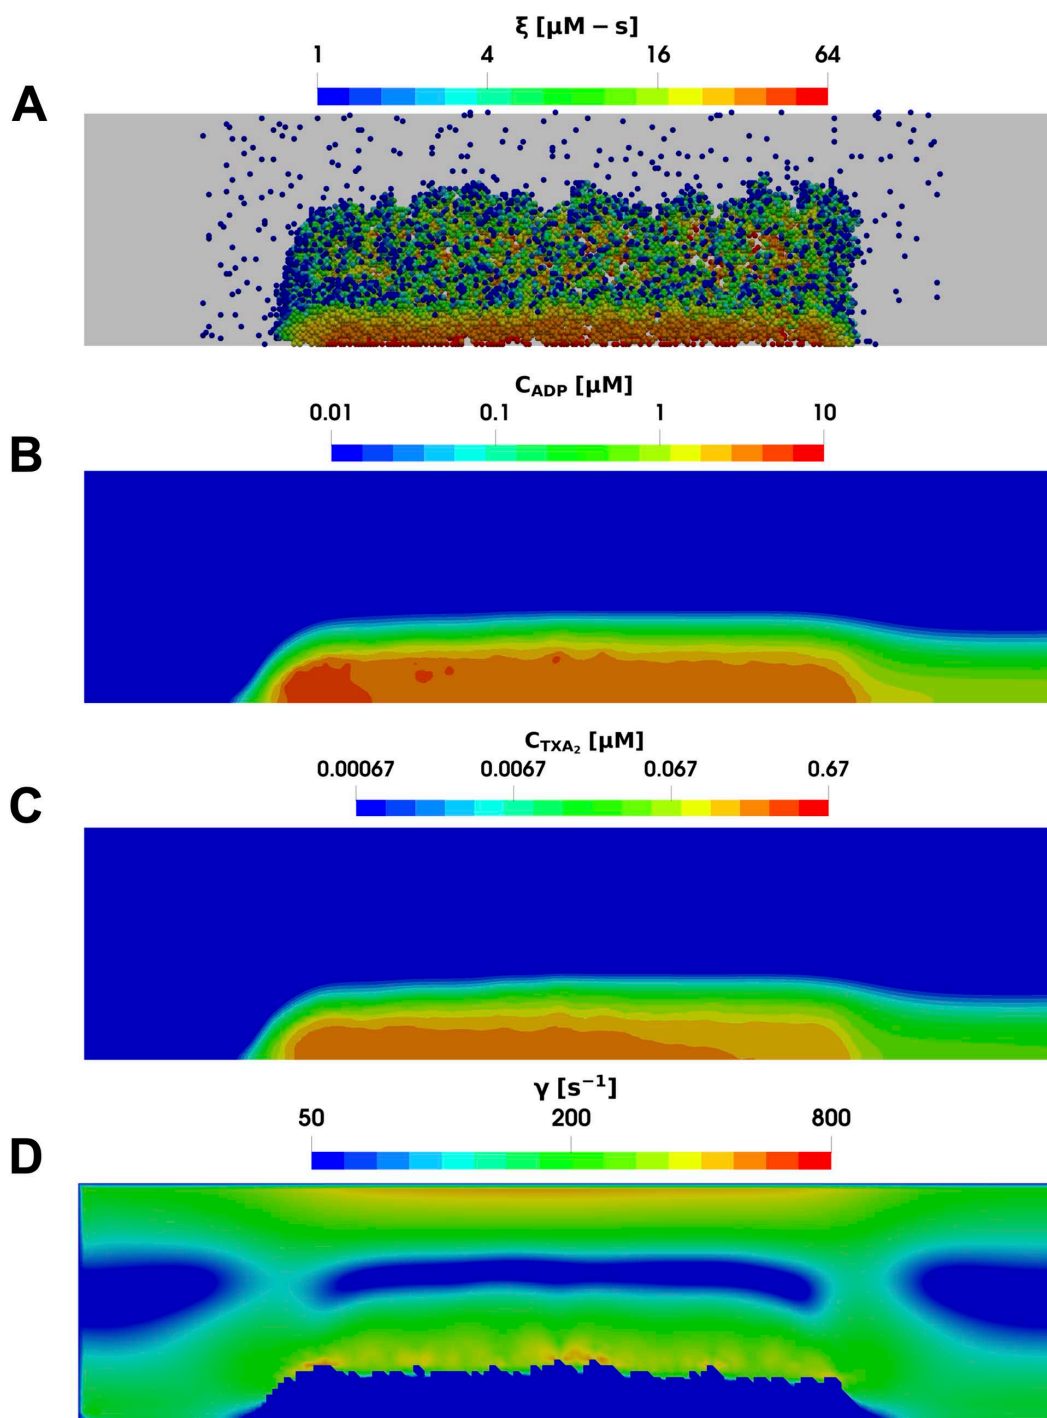 ξ [µM – s]
1 4 16 64
A
C_ADP [µM]
0.01 0.1 1 10
B
C_TXA₂ [µM]
0.00067 0.0067 0.067 0.67
C
γ [s⁻¹]
50 200 800
D